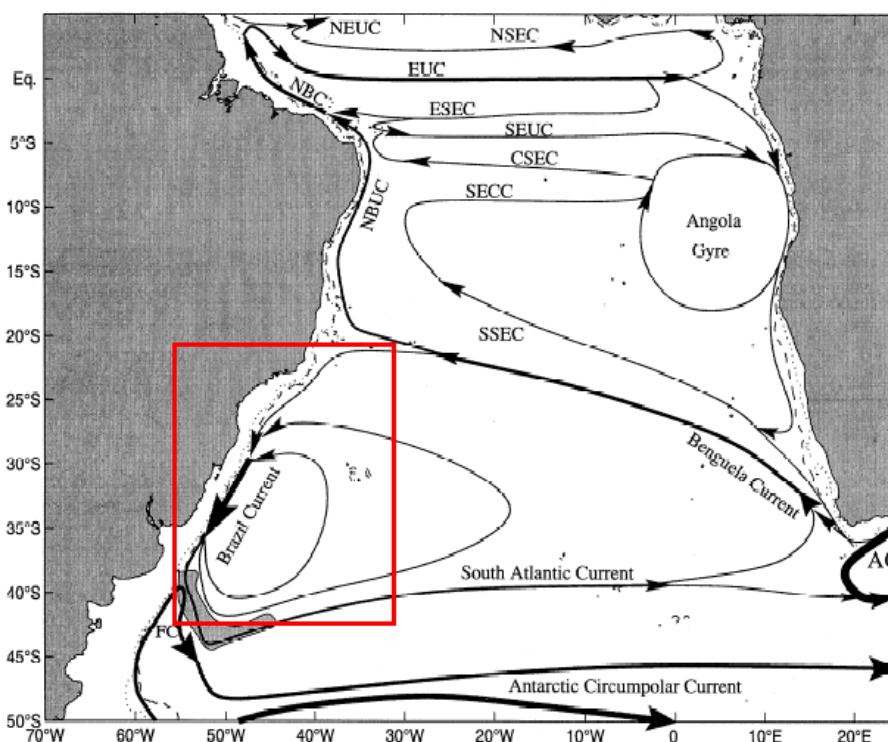 NEUC
NSEC
Eq.
EUC
NBC
ESEC
5°S
SEUC
CSEC
SECC
10°S
NBUC
Angola
Gyre
15°S
20°S
SSEC
25°S
30°S
Benguela Current
Brazil Current
35°S
South Atlantic Current
40°S
FC
45°S
Antarctic Circumpolar Current
50°S
70°W 60°W 50°W 40°W 30°W 20°W 10°W 0 10°E 20°E